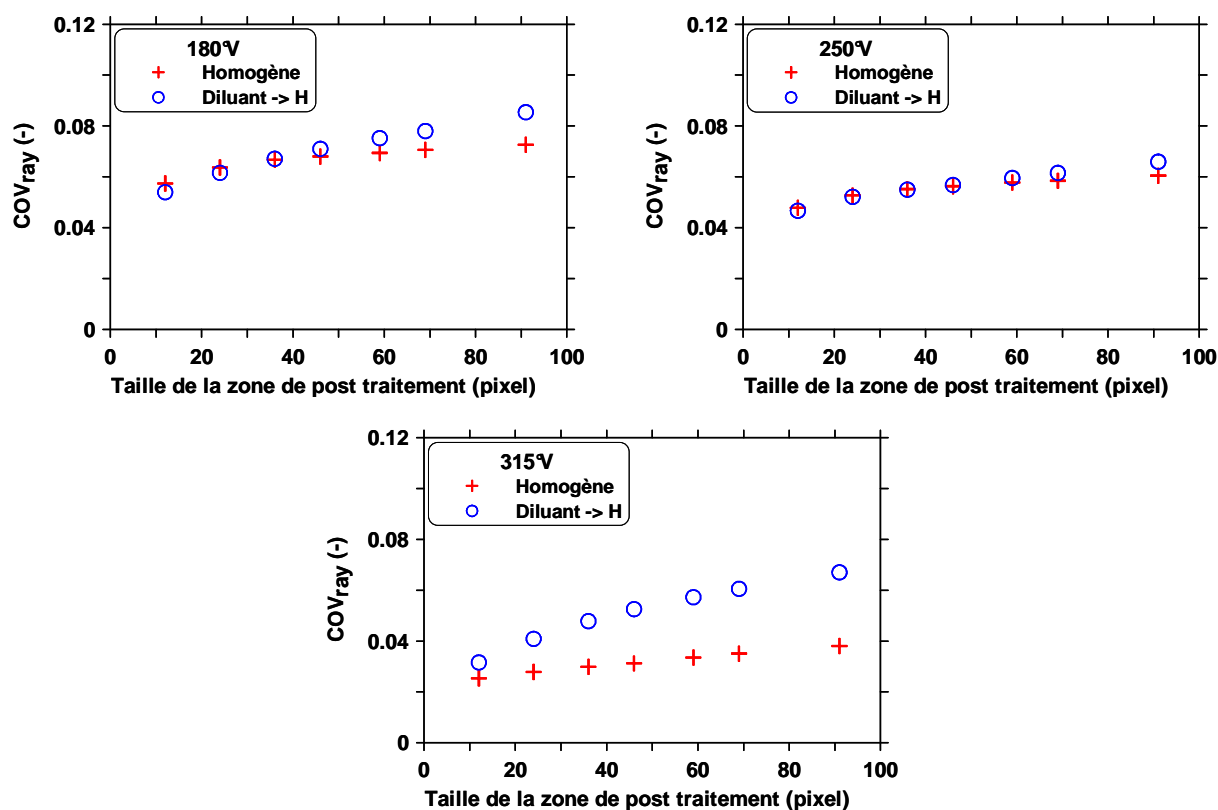 0.12
0.08
0.04
0
COVray (-)
180°V
Homogène
Diluant -> H
0 20 40 60 80 100
Taille de la zone de post traitement (pixel)
0.12
0.08
0.04
0
COVray (-)
250°V
Homogène
Diluant -> H
0 20 40 60 80 100
Taille de la zone de post traitement (pixel)
0.12
0.08
0.04
0
COVray (-)
315°V
Homogène
Diluant -> H
0 20 40 60 80 100
Taille de la zone de post traitement (pixel)